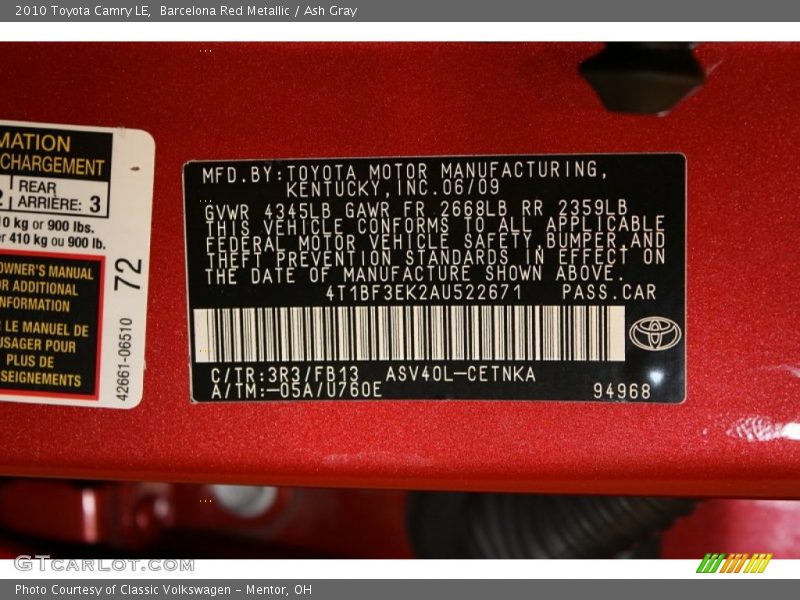 2010 Toyota Camry LE, Barcelona Red Metallic / Ash Gray
MATION
CHARGEMENT
REAR
ARRIÈRE: 3
kg or 900 lbs.
410 kg ou 900 lb.
OWNER'S MANUAL
ADDITIONAL
LE MANUEL DE
POUR
PLUS DE
72
42661-06510
MFD.BY:TOYOTA MOTOR MANUFACTURING,
KENTUCKY,INC.06/09
GVWR 4345LB GAWR FR 2668LB RR 2359LB
THIS VEHICLE CONFORMS TO ALL APPLICABLE
FEDERAL MOTOR VEHICLE SAFETY,BUMPER,AND
THEFT PREVENTION STANDARDS IN EFFECT ON
THE DATE OF MANUFACTURE SHOWN ABOVE.
4T1BF3EK2AU522671 PASS.CAR
C/TR:3R3/FB13 ASV40L-CETNKA
A/TM:-05A/U760E
94968
GTCARLOT.COM
Photo Courtesy of Classic Volkswagen - Mentor, OH